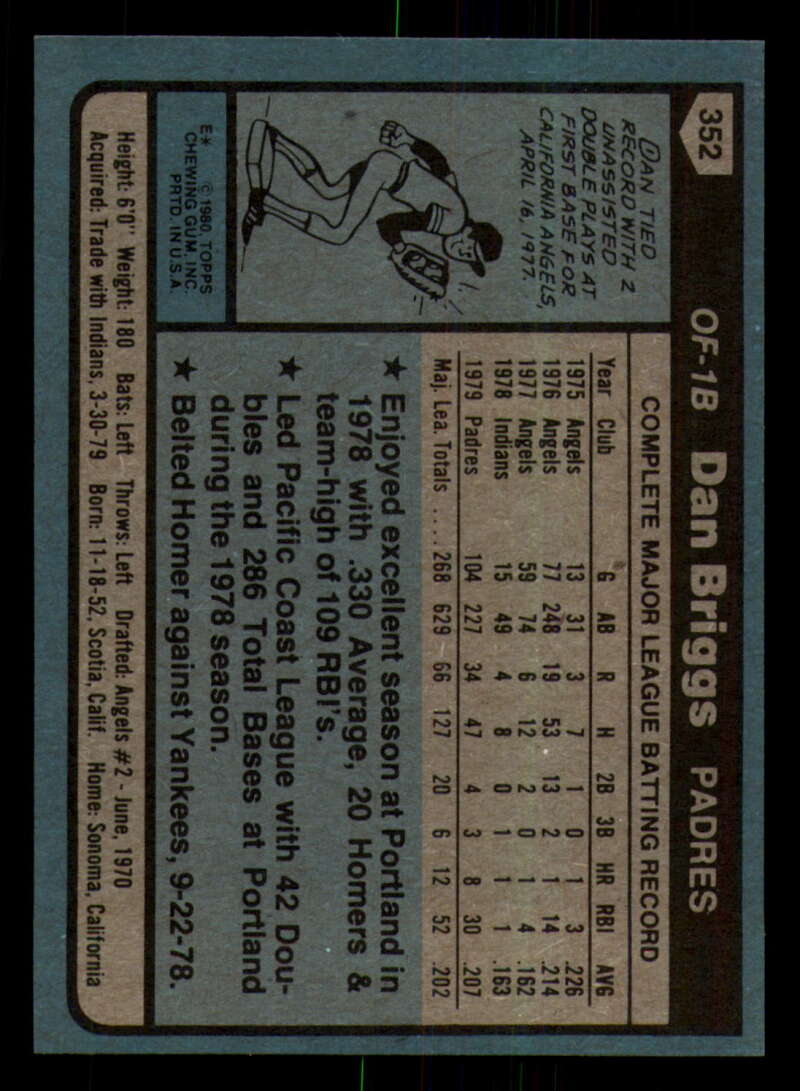 352
OF-1B Dan Briggs PADRES
DAN TIED
RECORD WITH 2
UNASSISTED
DOUBLE PLAYS AT
FIRST BASE FOR
CALIFORNIA ANGELS,
APRIL 16, 1977.
E* © 1980, TOPPS
CHEWING GUM, INC.
PRTD. IN U.S.A.
COMPLETE MAJOR LEAGUE BATTING RECORD
Year Club G AB R H 2B 3B HR RBI AVG
1975 Angels 13 31 3 7 1 0 1 3 .226
1976 Angels 77 248 19 53 13 2 1 14 .214
1977 Angels 59 74 6 12 2 0 1 4 .162
1978 Indians 15 49 4 8 0 1 1 1 .163
1979 Padres 104 227 34 47 4 3 8 30 .207
Maj. Lea. Totals .... 268 629 66 127 20 6 12 52 .202
★ Enjoyed excellent season at Portland in
1978 with .330 Average, 20 Homers &
team-high of 109 RBI's.
★ Led Pacific Coast League with 42 Dou-
bles and 286 Total Bases at Portland
during the 1978 season.
★ Belted Homer against Yankees, 9-22-78.
Height: 6'0" Weight: 180 Bats: Left Throws: Left Drafted: Angels #2 - June, 1970
Acquired: Trade with Indians, 3-30-79 Born: 11-18-52, Scotia, Calif. Home: Sonoma, California